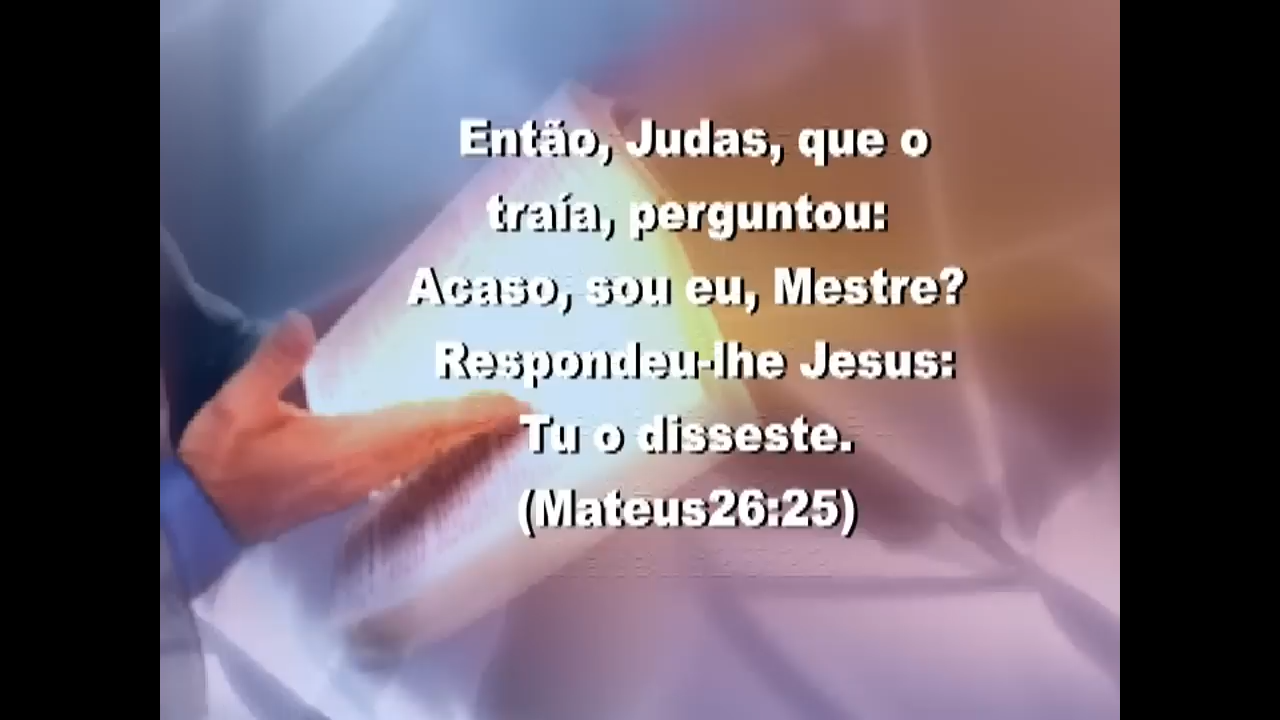 Então, Judas, que o
traía, perguntou:
Acaso, sou eu, Mestre?
Respondeu-lhe Jesus:
Tu o disseste.
(Mateus26:25)